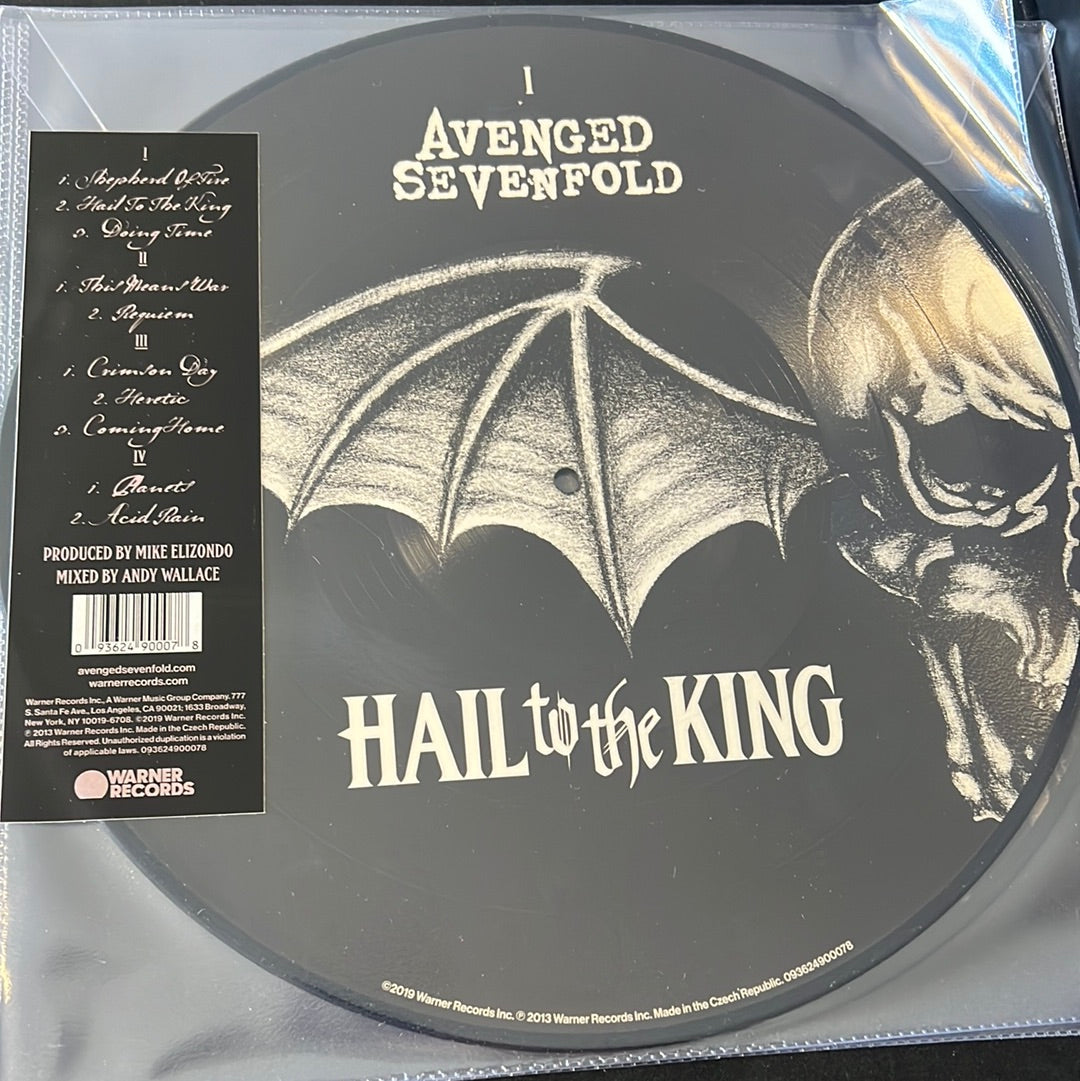 I
AVENGED
SEVENFOLD
HAIL to the KING
©2019 Warner Records Inc. ℗ 2013 Warner Records Inc. Made in the Czech Republic. 093624900078
I
1. Shepherd Of Fire
2. Hail To The King
3. Doing Time
II
1. This Means War
2. Requiem
III
1. Crimson Day
2. Heretic
3. Coming Home
IV
1. Planets
2. Acid Rain
PRODUCED BY MIKE ELIZONDO
MIXED BY ANDY WALLACE
0 93624 90007 8
avengedsevenfold.com
warnerrecords.com
Warner Records Inc., A Warner Music Group Company. 777
S. Santa Fe Ave., Los Angeles, CA 90021; 1633 Broadway,
New York, NY 10019-6708. ©2019 Warner Records Inc.
℗ 2013 Warner Records Inc. Made in the Czech Republic.
All Rights Reserved. Unauthorized duplication is a violation
of applicable laws. 093624900078
WARNER
RECORDS